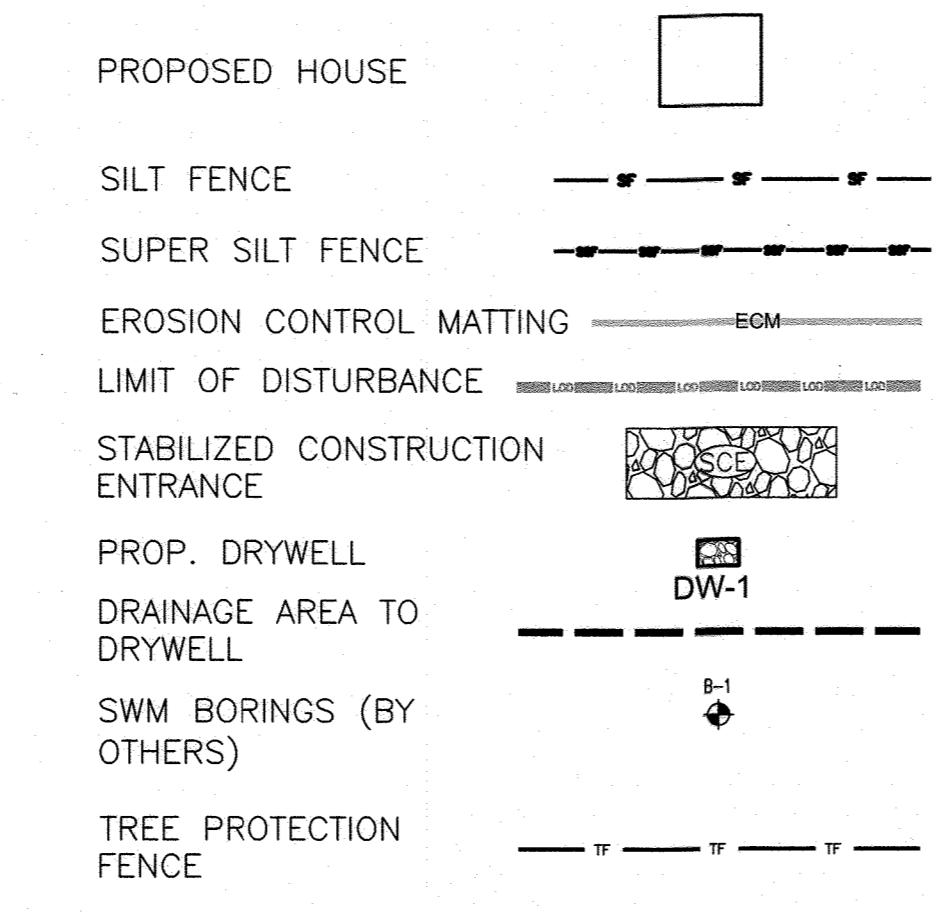 PROPOSED HOUSE
SILT FENCE SF SF SF
SUPER SILT FENCE SSF SSF SSF SSF SSF SSF
EROSION CONTROL MATTING ECM
LIMIT OF DISTURBANCE LOD LOD LOD LOD LOD LOD
STABILIZED CONSTRUCTION
ENTRANCE
SCE
PROP. DRYWELL
DW-1
DRAINAGE AREA TO
DRYWELL
B-1
SWM BORINGS (BY
OTHERS)
TREE PROTECTION
FENCE
TF TF TF